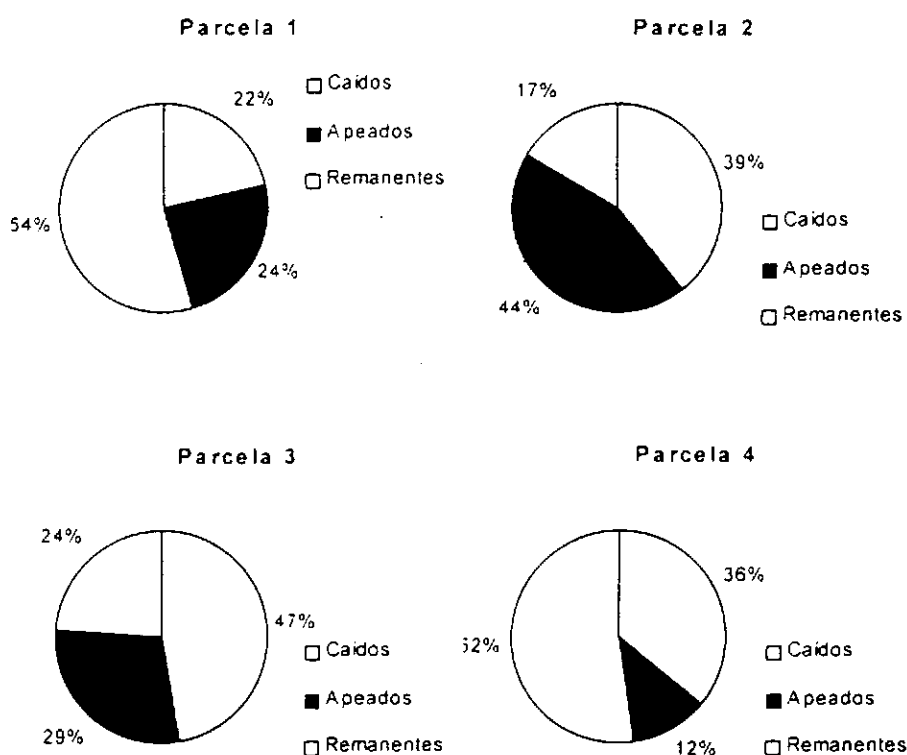 Parcela 1
22%
24%
54%
Caidos
Apeados
Remanentes
Parcela 2
17%
39%
44%
Caidos
Apeados
Remanentes
Parcela 3
24%
47%
29%
Caidos
Apeados
Remanentes
Parcela 4
36%
12%
Caidos
Apeados
Remanentes